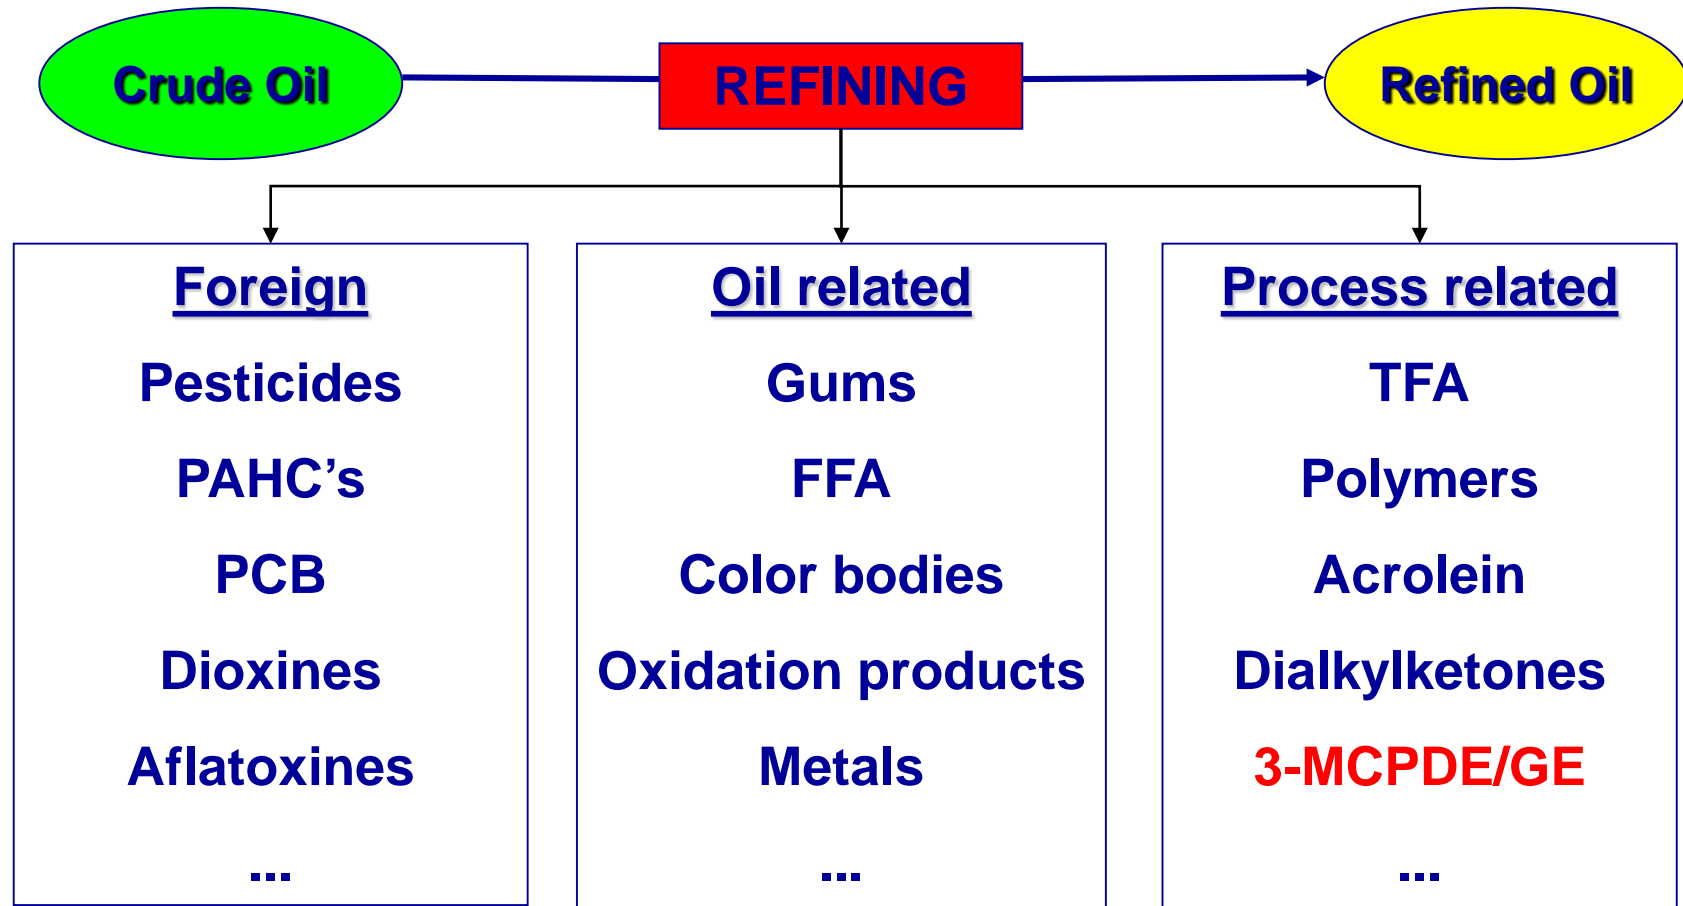 Crude Oil
REFINING
Refined Oil
Foreign
Pesticides
PAHC’s
PCB
Dioxines
Aflatoxines
...
Oil related
Gums
FFA
Color bodies
Oxidation products
Metals
...
Process related
TFA
Polymers
Acrolein
Dialkylketones
3-MCPDE/GE
...